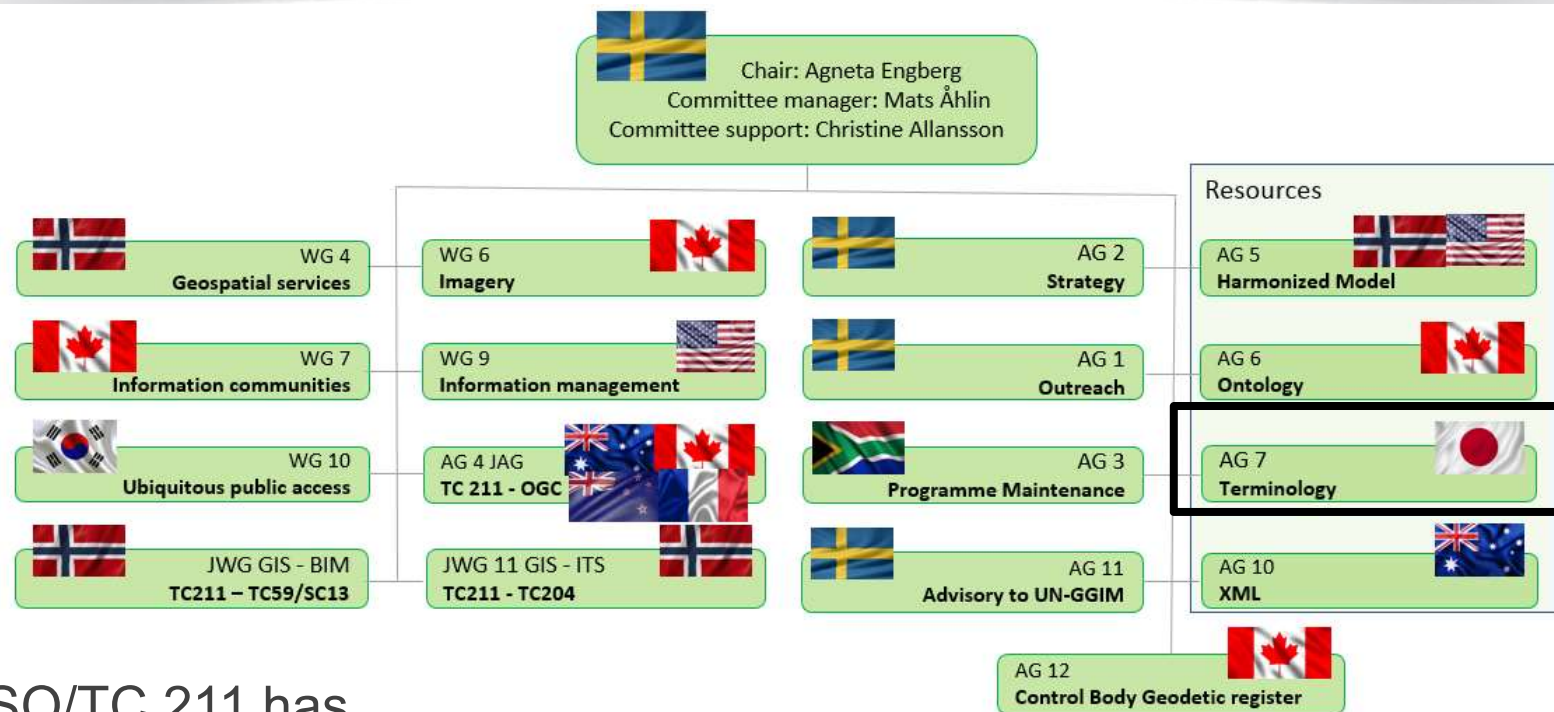 Chair: Agneta Engberg
Committee manager: Mats Åhlin
Committee support: Christine Allansson
Resources
WG 4
Geospatial services
WG 6
Imagery
AG 2
Strategy
AG 5
Harmonized Model
WG 7
Information communities
WG 9
Information management
AG 1
Outreach
AG 6
Ontology
WG 10
Ubiquitous public access
AG 4 JAG
TC 211 - OGC
AG 3
Programme Maintenance
AG 7
Terminology
JWG GIS - BIM
TC211 – TC59/SC13
JWG 11 GIS - ITS
TC211 - TC204
AG 11
Advisory to UN-GGIM
AG 10
XML
AG 12
Control Body Geodetic register
SO/TC 211 has